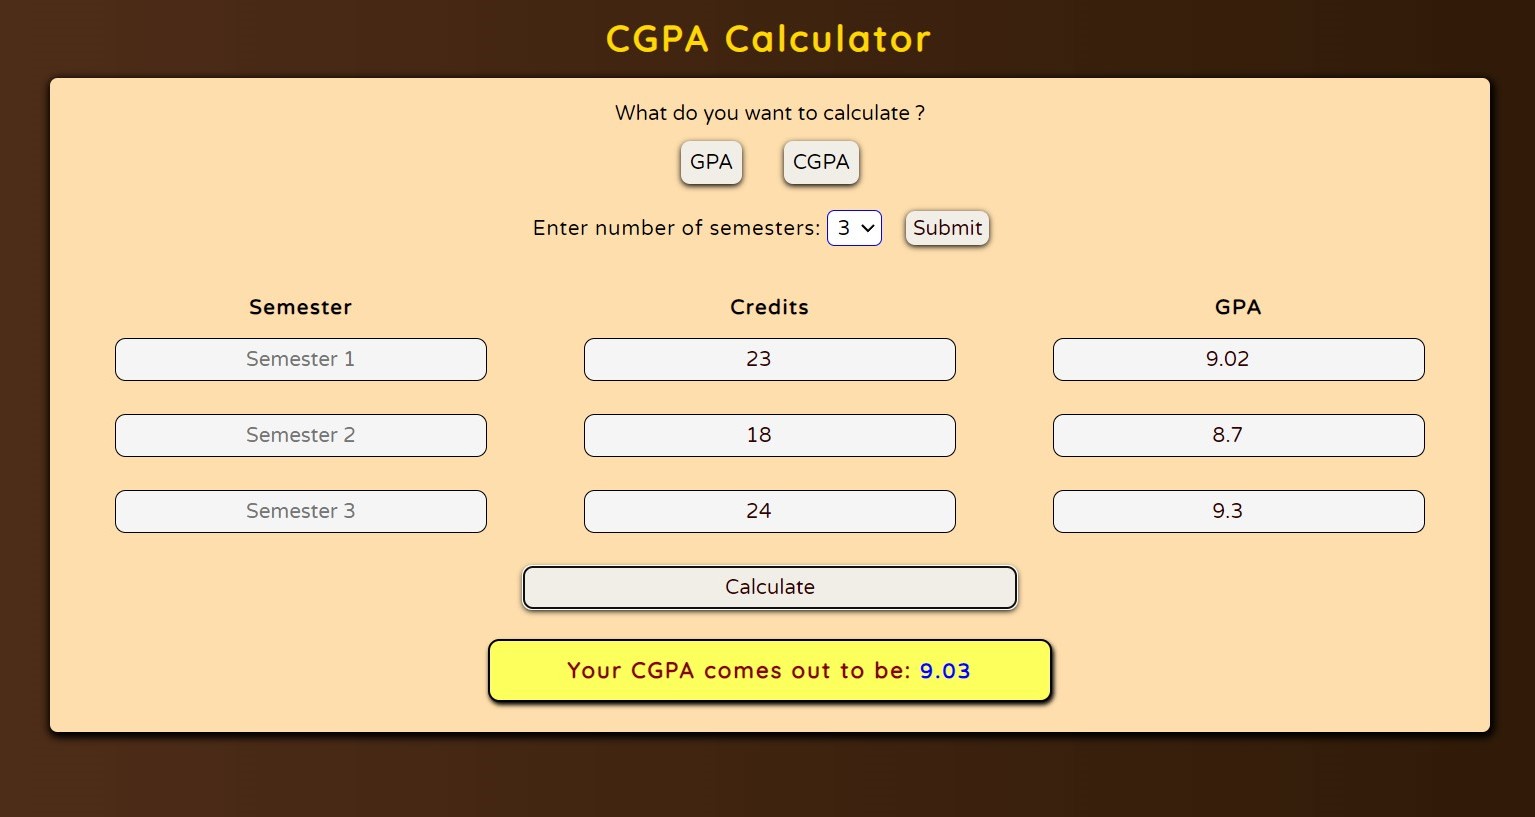 CGPA Calculator
What do you want to calculate ?
GPA CGPA
Enter number of semesters: 3 Submit
Semester Credits GPA
Semester 1 23 9.02
Semester 2 18 8.7
Semester 3 24 9.3
Calculate
Your CGPA comes out to be: 9.03